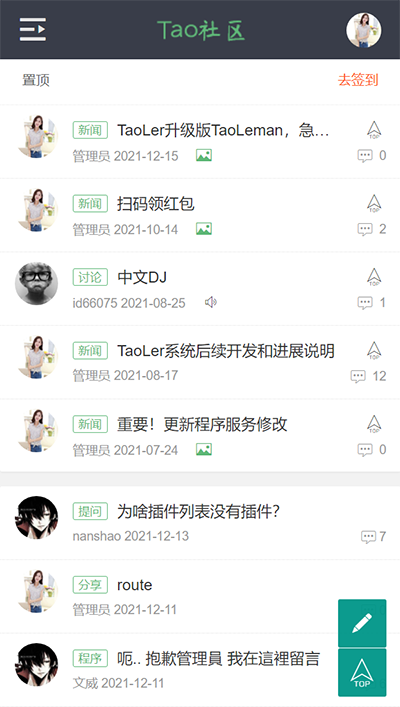 Tao社区
置顶 去签到
新闻 TaoLer升级版TaoLeman，急… TOP
管理员 2021-12-15 0
新闻 扫码领红包 TOP
管理员 2021-10-14 2
讨论 中文DJ TOP
id66075 2021-08-25 1
新闻 TaoLer系统后续开发和进展说明 TOP
管理员 2021-08-17 12
新闻 重要！更新程序服务修改 TOP
管理员 2021-07-24 0
提问 为啥插件列表没有插件？
nanshao 2021-12-13 7
分享 route
管理员 2021-12-11
程序 呃.. 抱歉管理員 我在這裡留言
文威 2021-12-11
TOP